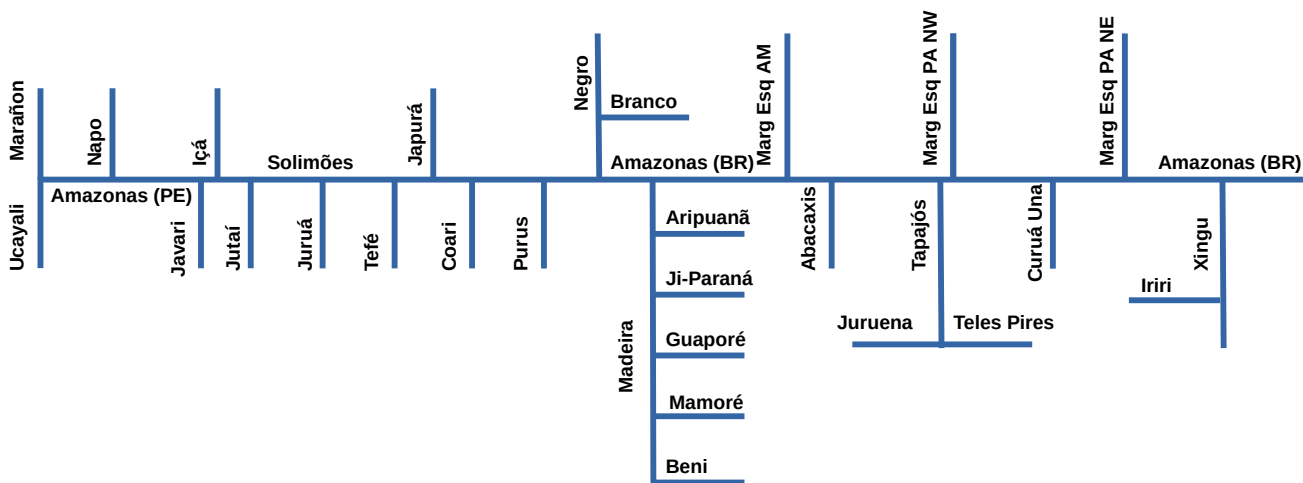 Marañon
Napo
Içá
Solimões
Japurá
Negro
Branco
Amazonas (BR)
Marg Esq AM
Marg Esq PA NW
Marg Esq PA NE
Amazonas (BR)
Ucayali
Amazonas (PE)
Javari
Jutaí
Juruá
Tefé
Coari
Purus
Madeira
Aripuanã
Ji-Paraná
Guaporé
Mamoré
Beni
Abacaxis
Tapajós
Juruena
Teles Pires
Curuá Una
Xingu
Iriri